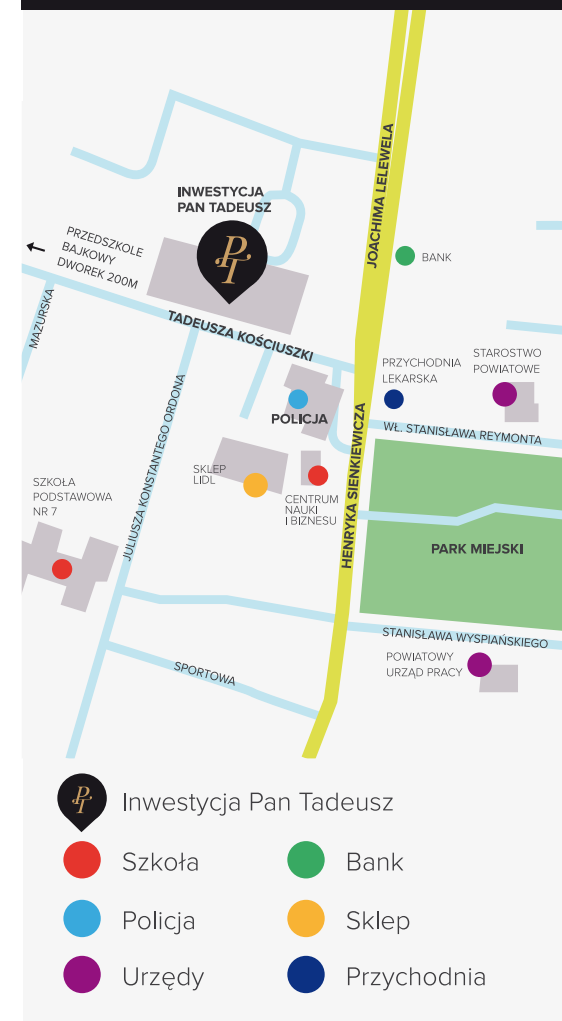 JOACHIMA LELEWELA
INWESTYCJA
PAN TADEUSZ
PT
PRZEDSZKOLE
BAJKOWY
DWOREK 200M
BANK
MAZURSKA
TADEUSZA KOŚCIUSZKI
PRZYCHODNIA
LEKARSKA
STAROSTWO
POWIATOWE
POLICJA
WŁ. STANISŁAWA REYMONTA
JULIUSZA KONSTANTEGO ORDONA
HENRYKA SIENKIEWICZA
SKLEP
LIDL
SZKOŁA
PODSTAWOWA
NR 7
CENTRUM
NAUKI
I BIZNESU
PARK MIEJSKI
STANISŁAWA WYSPIAŃSKIEGO
POWIATOWY
URZĄD PRACY
SPORTOWA
PT
Inwestycja Pan Tadeusz
Szkoła
Bank
Policja
Sklep
Urzędy
Przychodnia